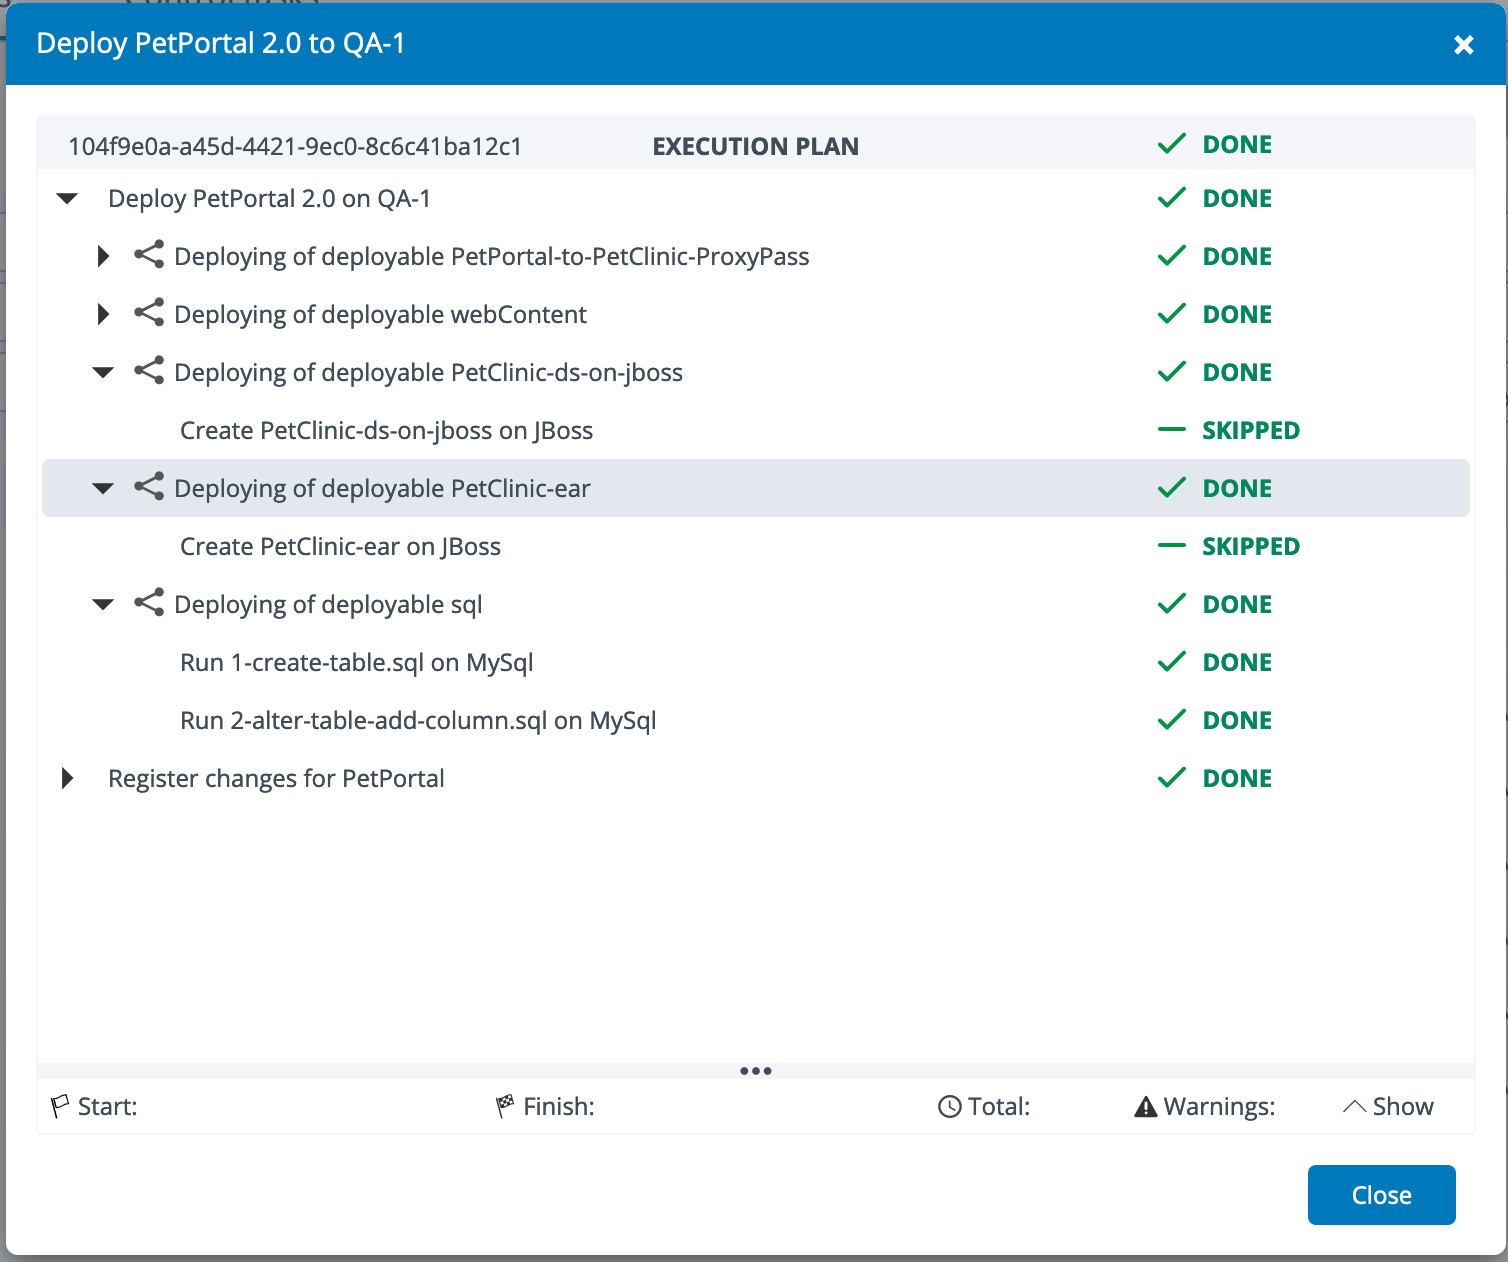 Deploy PetPortal 2.0 to QA-1
104f9e0a-a45d-4421-9ec0-8c6c41ba12c1 EXECUTION PLAN DONE
Deploy PetPortal 2.0 on QA-1 DONE
Deploying of deployable PetPortal-to-PetClinic-ProxyPass DONE
Deploying of deployable webContent DONE
Deploying of deployable PetClinic-ds-on-jboss DONE
Create PetClinic-ds-on-jboss on JBoss SKIPPED
Deploying of deployable PetClinic-ear DONE
Create PetClinic-ear on JBoss SKIPPED
Deploying of deployable sql DONE
Run 1-create-table.sql on MySql DONE
Run 2-alter-table-add-column.sql on MySql DONE
Register changes for PetPortal DONE
Start: Finish: Total: Warnings: Show
Close